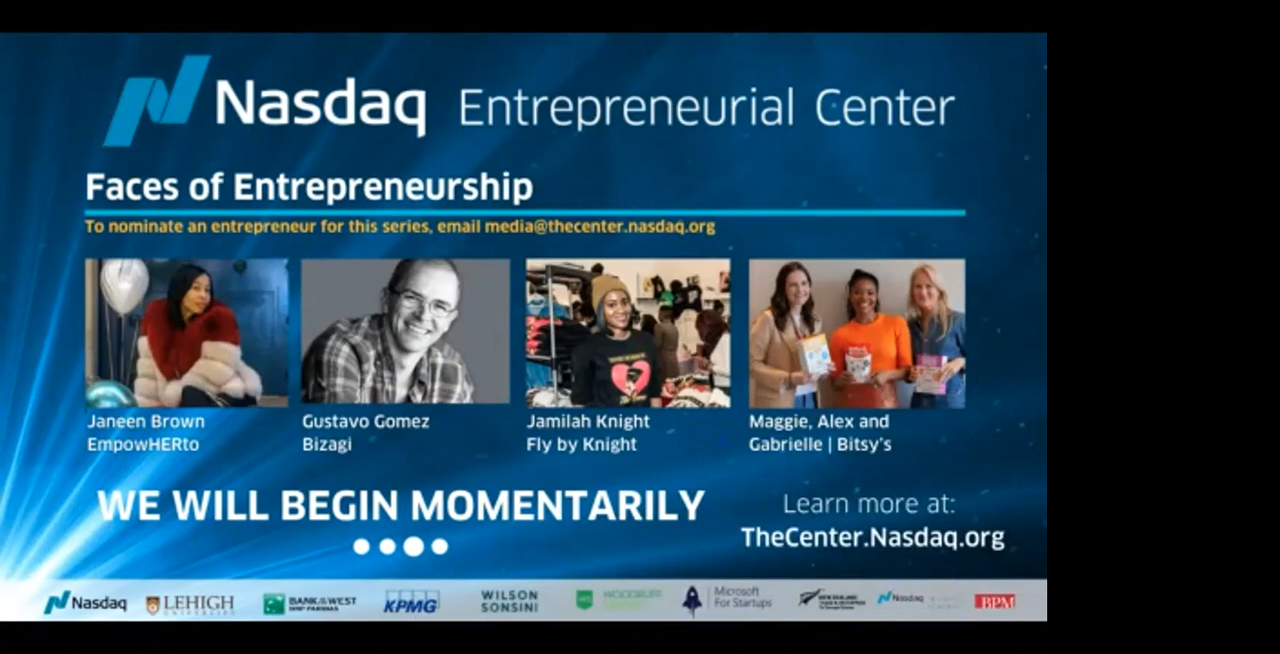 Nasdaq Entrepreneurial Center
Faces of Entrepreneurship
To nominate an entrepreneur for this series, email media@thecenter.nasdaq.org
Janeen Brown
EmpowHERto
Gustavo Gomez
Bizagi
Jamilah Knight
Fly by Knight
Maggie, Alex and
Gabrielle | Bitsy's
WE WILL BEGIN MOMENTARILY
Learn more at:
TheCenter.Nasdaq.org
Nasdaq
LEHIGH
UNIVERSITY
BANK OF THE WEST
BNP PARIBAS
KPMG
WILSON
SONSINI
Microsoft
For Startups
Nasdaq
BPM